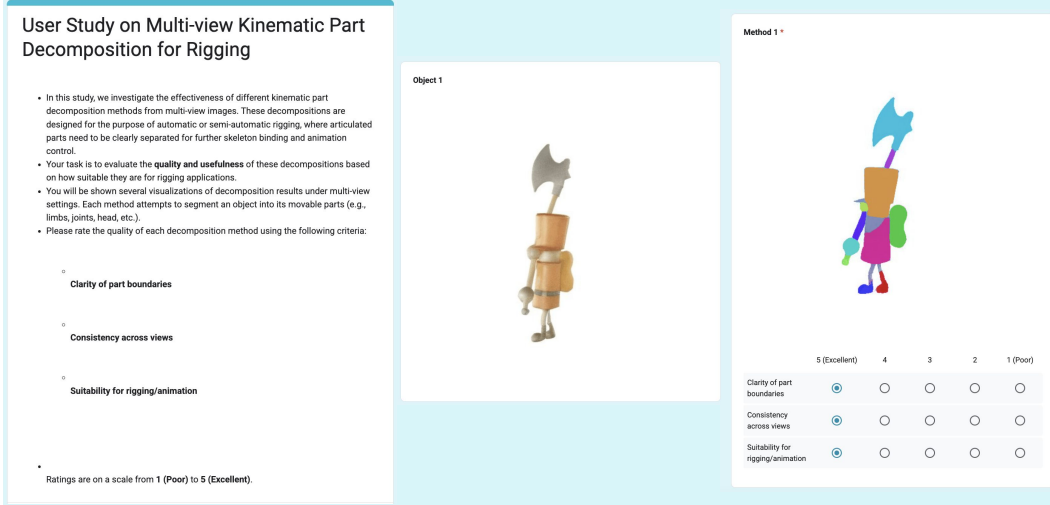 User Study on Multi-view Kinematic Part
Decomposition for Rigging
• In this study, we investigate the effectiveness of different kinematic part
decomposition methods from multi-view images. These decompositions are
designed for the purpose of automatic or semi-automatic rigging, where articulated
parts need to be clearly separated for further skeleton binding and animation
control.
• Your task is to evaluate the quality and usefulness of these decompositions based
on how suitable they are for rigging applications.
• You will be shown several visualizations of decomposition results under multi-view
settings. Each method attempts to segment an object into its movable parts (e.g.,
limbs, joints, head, etc.).
• Please rate the quality of each decomposition method using the following criteria:
Clarity of part boundaries
Consistency across views
Suitability for rigging/animation
Ratings are on a scale from 1 (Poor) to 5 (Excellent).
Object 1
Method 1 *
5 (Excellent) 4 3 2 1 (Poor)
Clarity of part
boundaries
Consistency
across views
Suitability for
rigging/animation